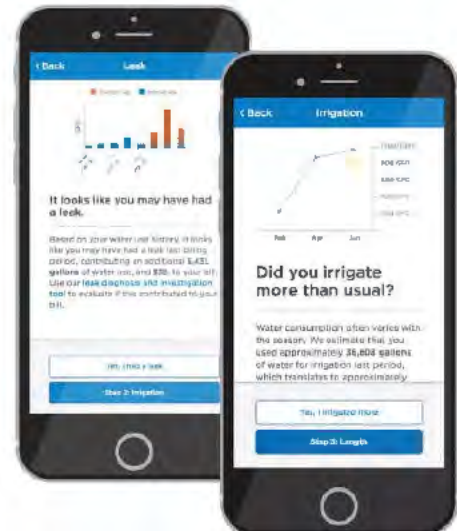 < Back Leak
It looks like you may have had
a leak.
Based on your water use history, it looks
like you may have had a leak last billing
period, contributing an additional
gallons of water use, and to your bill.
Use our leak diagnosis and investigation
tool to evaluate if this contributed to your
bill.
Yes, I had a leak
Step 2: Irrigation
< Back Irrigation
Feb Apr Jun
Did you irrigate
more than usual?
Water consumption often varies with
the season. We estimate that you
used approximately 36,608 gallons
of water for irrigation last period,
which translates to approximately
Yes, I irrigated more
Step 3: Length